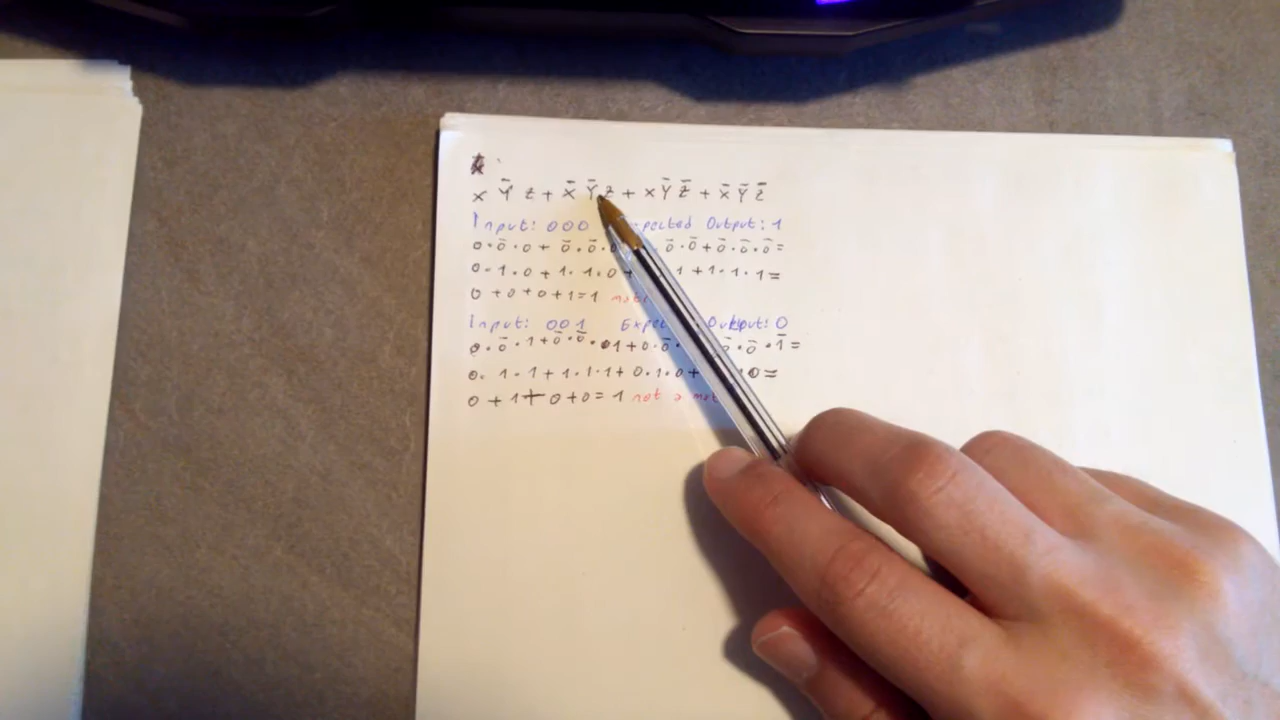 x Ȳ z + x̄ Ȳ z + x Ȳ z̄ + x̄ Ȳ z̄
Input: 000 Output: 1
0·0̄·0 + 0̄·0̄· 0̄·0̄+0̄·0̄·0̄=
0·1·0 + 1·1·0 1 +1·1·1=
0+0+0+1=1
Input: 001 Output: 0
0·0̄·1+0̄·0̄·1+0·0̄· 0̄·0̄·1̄=
0·1·1+1·1·1+0·1·0+ 0=
0+1+0+0=1 not a